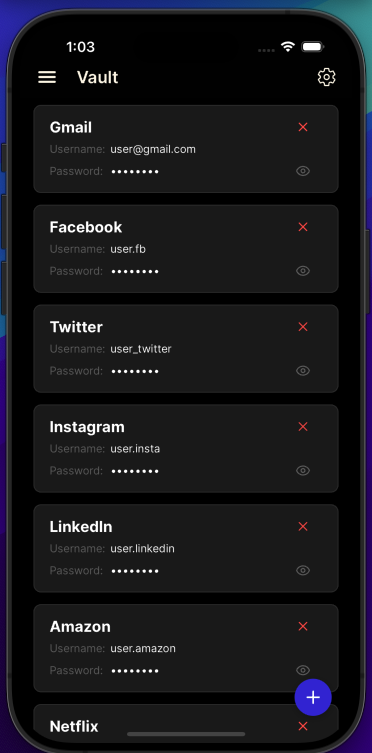 1:03
Vault
Gmail
Username: user@gmail.com
Password: ••••••••
Facebook
Username: user.fb
Password: ••••••••
Twitter
Username: user_twitter
Password: ••••••••
Instagram
Username: user.insta
Password: ••••••••
LinkedIn
Username: user.linkedin
Password: ••••••••
Amazon
Username: user.amazon
Password: ••••••••
Netflix